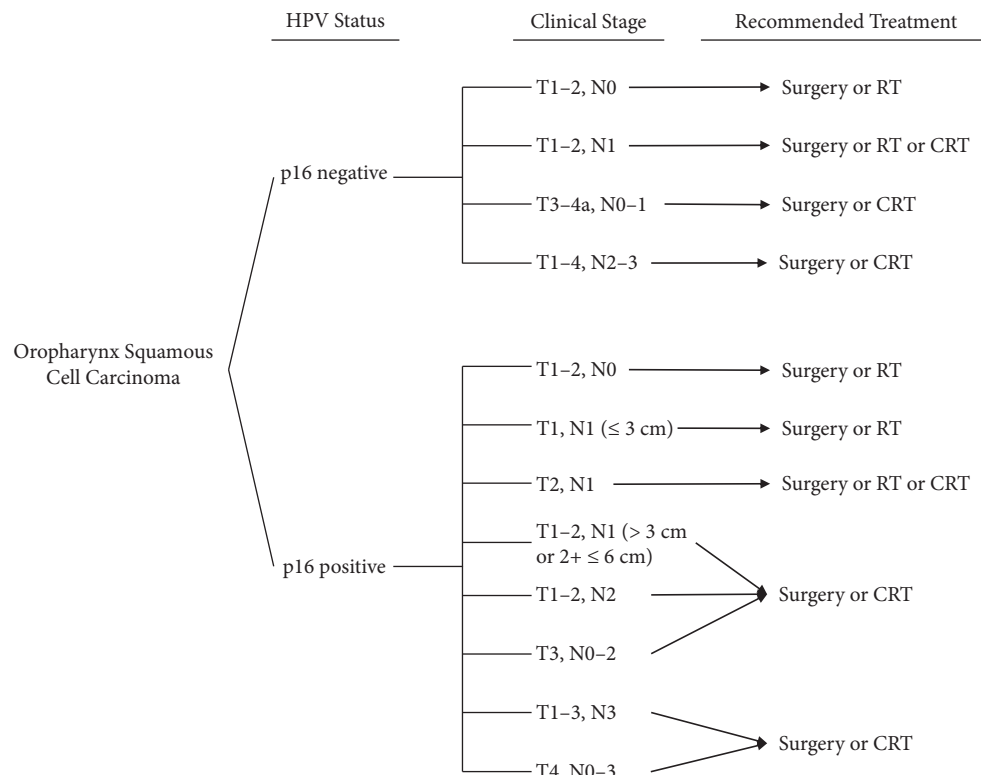 HPV Status
Clinical Stage
Recommended Treatment
T1–2, N0
Surgery or RT
T1–2, N1
Surgery or RT or CRT
p16 negative
T3–4a, N0–1
Surgery or CRT
T1–4, N2–3
Surgery or CRT
Oropharynx Squamous
Cell Carcinoma
T1–2, N0
Surgery or RT
T1, N1 (≤ 3 cm)
Surgery or RT
T2, N1
Surgery or RT or CRT
T1–2, N1 (> 3 cm
or 2+ ≤ 6 cm)
p16 positive
T1–2, N2
Surgery or CRT
T3, N0–2
T1–3, N3
Surgery or CRT
T4, N0–3